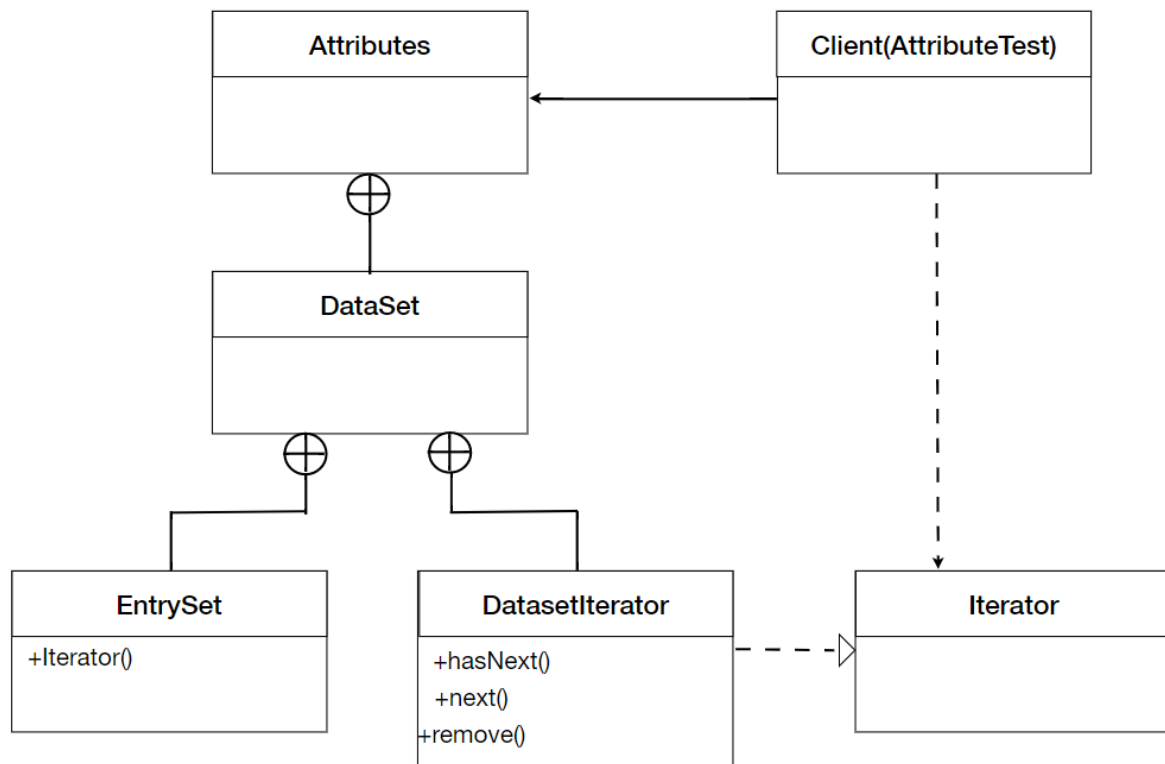 Attributes
Client(AttributeTest)
DataSet
EntrySet
+Iterator()
DatasetIterator
+hasNext()
+next()
+remove()
Iterator